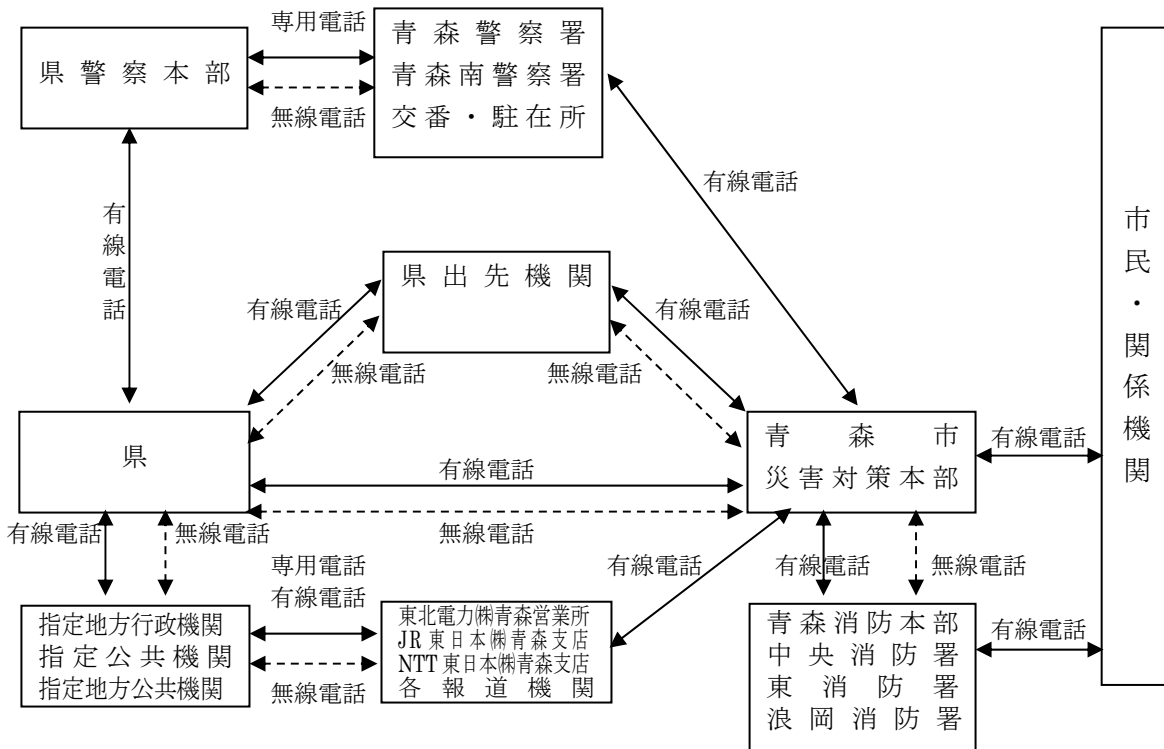 専用電話
青森警察署
県警察本部
青森南警察署
無線電話
交番・駐在所
有線電話
有線電話
市民・関係機関
県出先機関
有線電話
有線電話
無線電話
無線電話
県
青森市
有線電話
有線電話
災害対策本部
有線電話
無線電話
無線電話
専用電話
有線電話
有線電話
有線電話
無線電話
指定地方行政機関
指定公共機関
指定地方公共機関
無線電話
東北電力㈱青森営業所
JR東日本㈱青森支店
NTT東日本㈱青森支店
各報道機関
青森消防本部
中央消防署
東消防署
浪岡消防署
有線電話